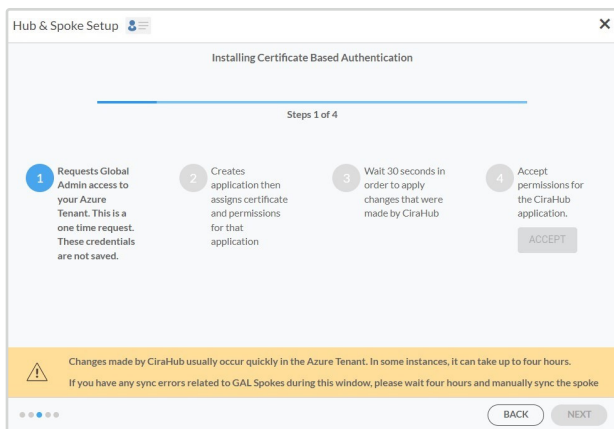 Hub & Spoke Setup
Installing Certificate Based Authentication
Steps 1 of 4
1
Requests Global
Admin access to
your Azure
Tenant. This is a
one time request.
These credentials
are not saved.
2
Creates
application then
assigns certificate
and permissions
for that
application
3
Wait 30 seconds in
order to apply
changes that were
made by CiraHub
4
Accept
permissions for
the CiraHub
application.
ACCEPT
Changes made by CiraHub usually occur quickly in the Azure Tenant. In some instances, it can take up to four hours.
If you have any sync errors related to GAL Spokes during this window, please wait four hours and manually sync the spoke
BACK
NEXT